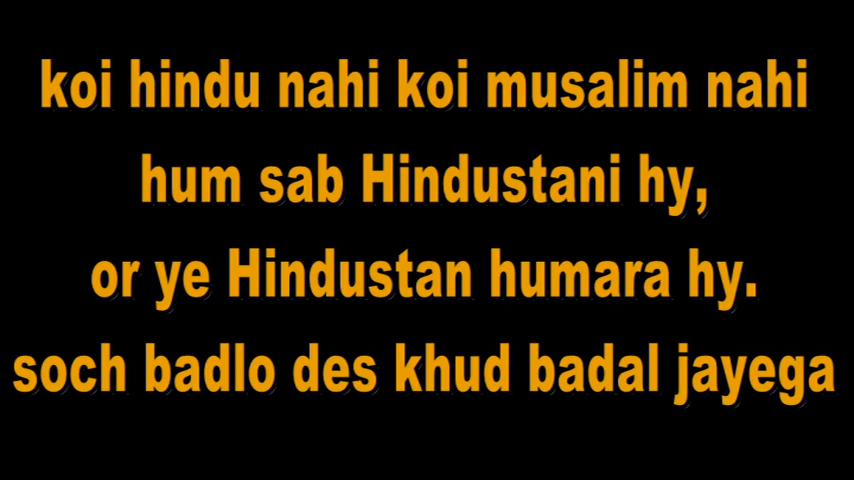 koi hindu nahi koi musalim nahi
hum sab Hindustani hy,
or ye Hindustan humara hy.
soch badlo des khud badal jayega